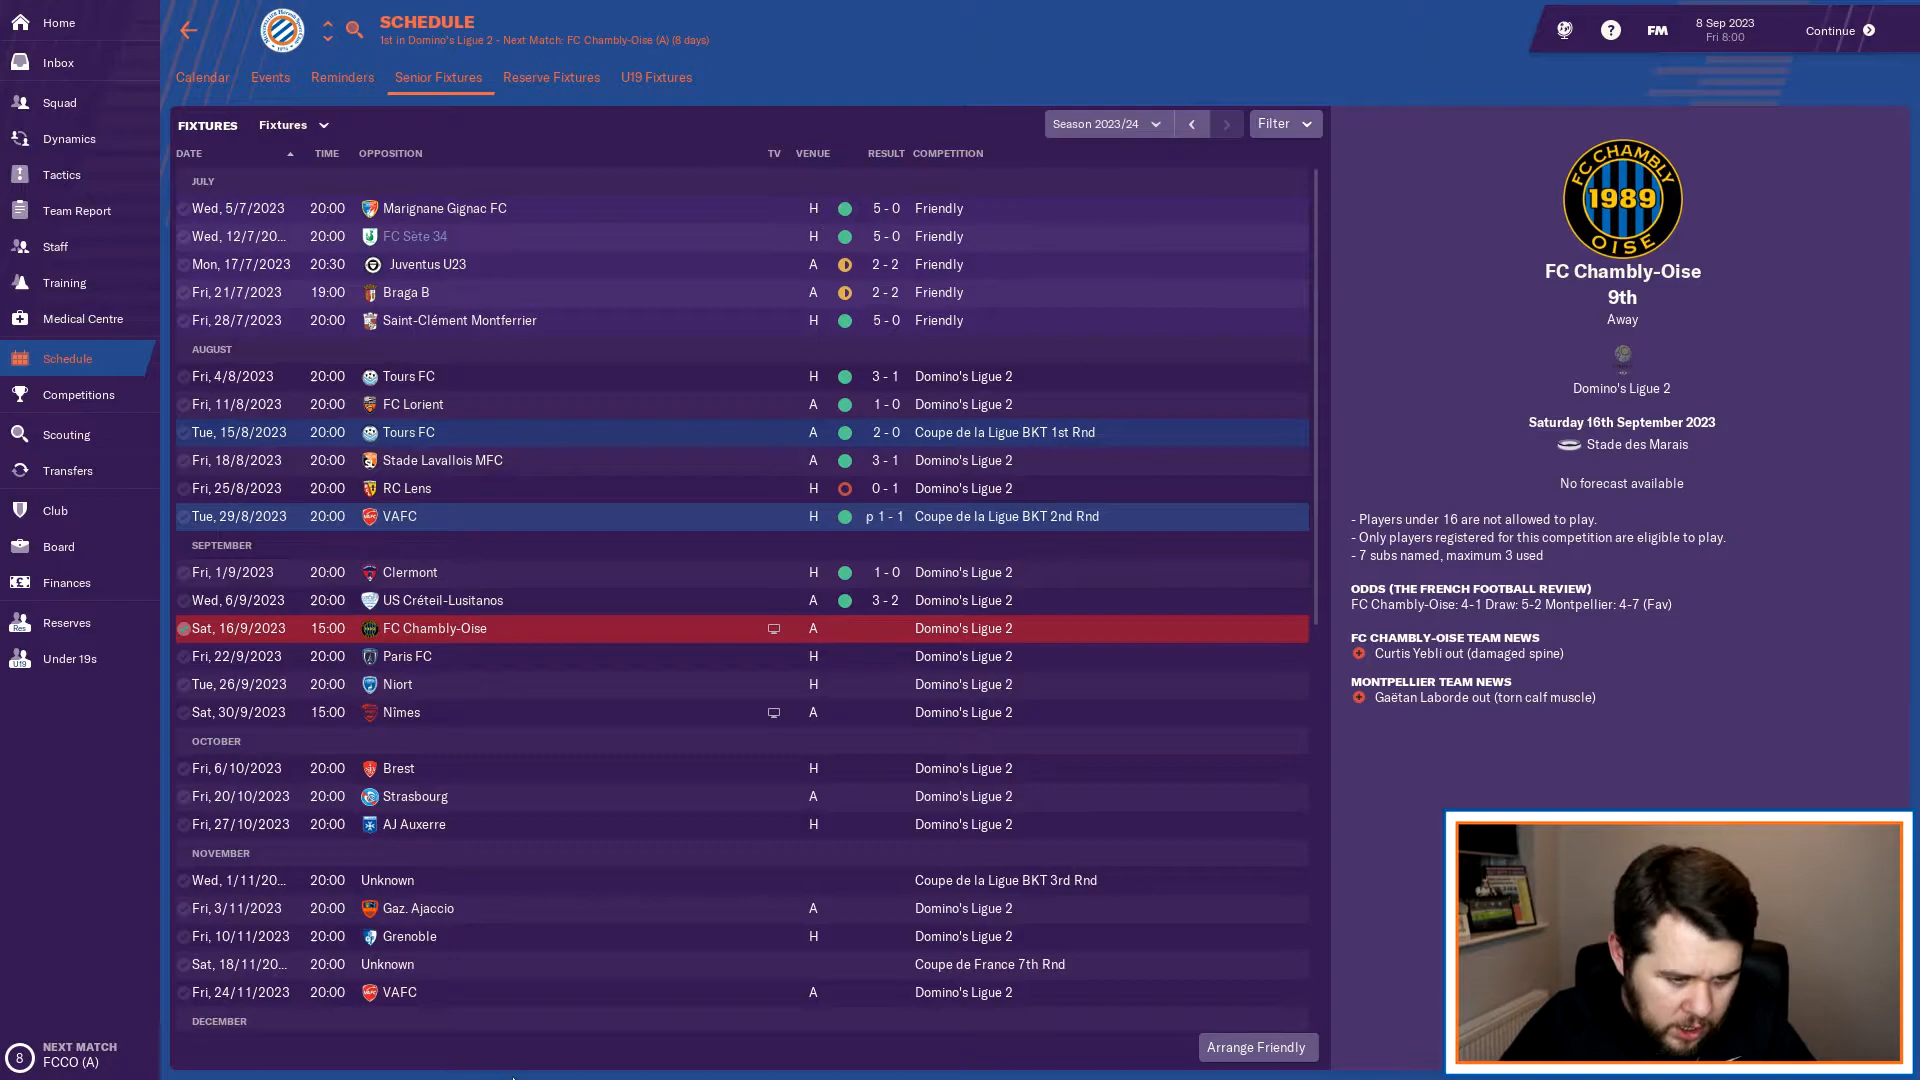 Home
Inbox
Squad
Dynamics
Tactics
Team Report
Staff
Training
Medical Centre
Schedule
Competitions
Scouting
Transfers
Club
Board
Finances
Res
Reserves
U19
Under 19s
8
NEXT MATCH
FCCO (A)
SCHEDULE
1st in Domino's Ligue 2 - Next Match: FC Chambly-Oise (A) (8 days)
? FM 8 Sep 2023
Fri 8:00
Continue
Calendar Events Reminders Senior Fixtures Reserve Fixtures U19 Fixtures
FIXTURES Fixtures Season 2023/24 Filter
DATE TIME OPPOSITION TV VENUE RESULT COMPETITION
JULY
Wed, 5/7/2023 20:00 Marignane Gignac FC H 5 - 0 Friendly
Wed, 12/7/20... 20:00 FC Sète 34 H 5 - 0 Friendly
Mon, 17/7/2023 20:30 Juventus U23 A 2 - 2 Friendly
Fri, 21/7/2023 19:00 Braga B A 2 - 2 Friendly
Fri, 28/7/2023 20:00 Saint-Clément Montferrier H 5 - 0 Friendly
AUGUST
Fri, 4/8/2023 20:00 Tours FC H 3 - 1 Domino's Ligue 2
Fri, 11/8/2023 20:00 FC Lorient A 1 - 0 Domino's Ligue 2
Tue, 15/8/2023 20:00 Tours FC A 2 - 0 Coupe de la Ligue BKT 1st Rnd
Fri, 18/8/2023 20:00 Stade Lavallois MFC A 3 - 1 Domino's Ligue 2
Fri, 25/8/2023 20:00 RC Lens H 0 - 1 Domino's Ligue 2
Tue, 29/8/2023 20:00 VAFC H p 1 - 1 Coupe de la Ligue BKT 2nd Rnd
SEPTEMBER
Fri, 1/9/2023 20:00 Clermont H 1 - 0 Domino's Ligue 2
Wed, 6/9/2023 20:00 US Créteil-Lusitanos A 3 - 2 Domino's Ligue 2
Sat, 16/9/2023 15:00 FC Chambly-Oise A Domino's Ligue 2
Fri, 22/9/2023 20:00 Paris FC H Domino's Ligue 2
Tue, 26/9/2023 20:00 Niort H Domino's Ligue 2
Sat, 30/9/2023 15:00 Nîmes A Domino's Ligue 2
OCTOBER
Fri, 6/10/2023 20:00 Brest H Domino's Ligue 2
Fri, 20/10/2023 20:00 Strasbourg A Domino's Ligue 2
Fri, 27/10/2023 20:00 AJ Auxerre H Domino's Ligue 2
NOVEMBER
Wed, 1/11/20... 20:00 Unknown Coupe de la Ligue BKT 3rd Rnd
Fri, 3/11/2023 20:00 Gaz. Ajaccio A Domino's Ligue 2
Fri, 10/11/2023 20:00 Grenoble H Domino's Ligue 2
Sat, 18/11/20... 20:00 Unknown Coupe de France 7th Rnd
Fri, 24/11/2023 20:00 VAFC A Domino's Ligue 2
DECEMBER
Arrange Friendly
FC CHAMBLY
1989
OISE
FC Chambly-Oise
9th
Away
Domino's Ligue 2
Saturday 16th September 2023
Stade des Marais
No forecast available
- Players under 16 are not allowed to play.
- Only players registered for this competition are eligible to play.
- 7 subs named, maximum 3 used
ODDS (THE FRENCH FOOTBALL REVIEW)
FC Chambly-Oise: 4-1 Draw: 5-2 Montpellier: 4-7 (Fav)
FC CHAMBLY-OISE TEAM NEWS
Curtis Yebli out (damaged spine)
MONTPELLIER TEAM NEWS
Gaëtan Laborde out (torn calf muscle)